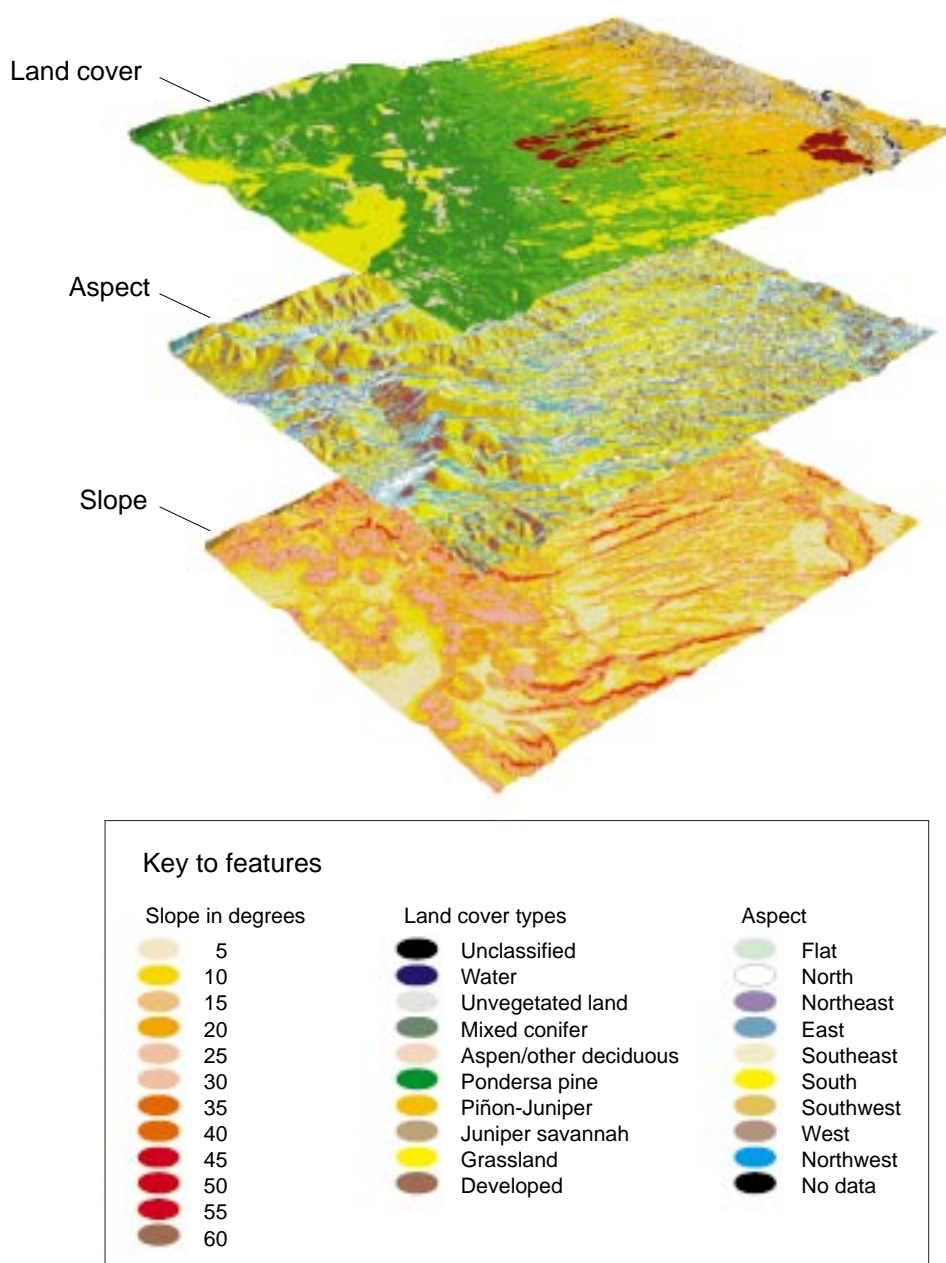 Land cover
Aspect
Slope
Key to features
Slope in degrees
5
10
15
20
25
30
35
40
45
50
55
60
Land cover types
Unclassified
Water
Unvegetated land
Mixed conifer
Aspen/other deciduous
Pondersa pine
Piñon-Juniper
Juniper savannah
Grassland
Developed
Aspect
Flat
North
Northeast
East
Southeast
South
Southwest
West
Northwest
No data